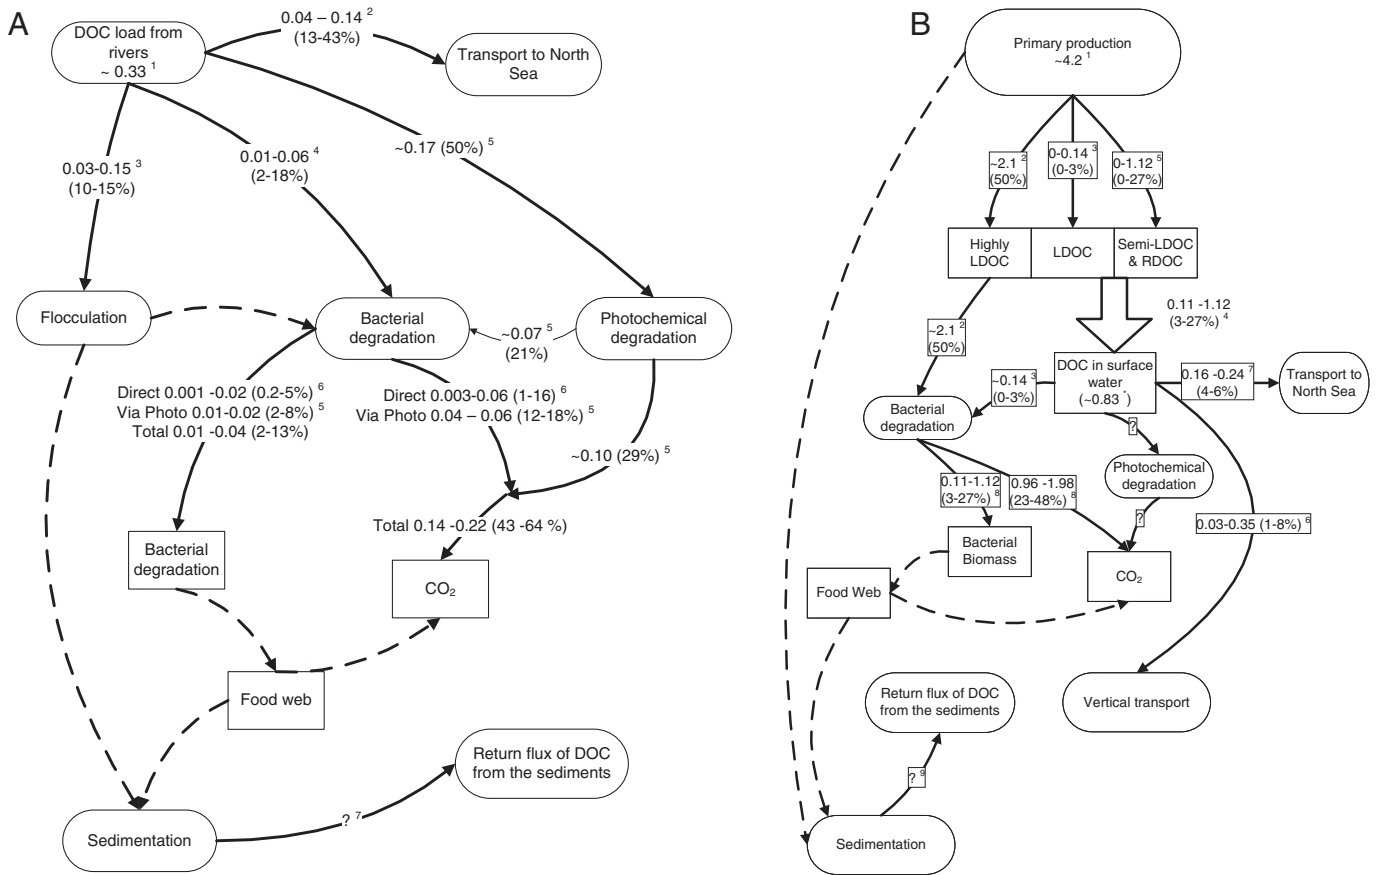 A
DOC load from
rivers
~ 0.33 1
0.04 – 0.14 2
(13-43%)
Transport to North
Sea
0.03-0.15 3
(10-15%)
0.01-0.06 4
(2-18%)
~0.17 (50%) 5
Flocculation
Bacterial
degradation
~0.07 5
(21%)
Photochemical
degradation
Direct 0.001 -0.02 (0.2-5%) 6
Via Photo 0.01-0.02 (2-8%) 5
Total 0.01 -0.04 (2-13%)
Direct 0.003-0.06 (1-16) 6
Via Photo 0.04 – 0.06 (12-18%) 5
~0.10 (29%) 5
Total 0.14 -0.22 (43 -64 %)
Bacterial
degradation
CO2
Food web
Return flux of DOC
from the sediments
? 7
Sedimentation
B
Primary production
~4.2 1
~2.1 2
(50%)
0-0.14 3
(0-3%)
0-1.12 5
(0-27%)
Highly
LDOC
LDOC
Semi-LDOC
& RDOC
0.11 -1.12
(3-27%) 4
~2.1 2
(50%)
DOC in surface
water
(~0.83 *)
~0.14 3
(0-3%)
0.16 -0.24 7
(4-6%)
Transport to
North Sea
Bacterial
degradation
?
Photochemical
degradation
0.11-1.12
(3-27%) 8
0.96 -1.98
(23-48%) 8
?
0.03-0.35 (1-8%) 6
Bacterial
Biomass
CO2
Food Web
Return flux of DOC
from the sediments
Vertical transport
? 9
Sedimentation